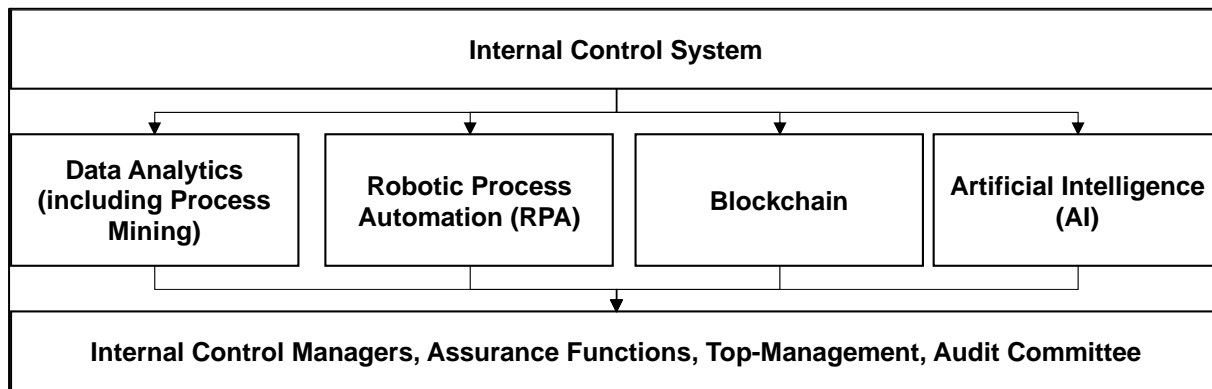 Internal Control System
Data Analytics
(including Process
Mining)
Robotic Process
Automation (RPA)
Blockchain
Artificial Intelligence
(AI)
Internal Control Managers, Assurance Functions, Top-Management, Audit Committee